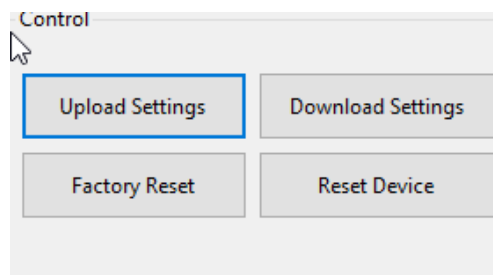 Control
Upload Settings
Download Settings
Factory Reset
Reset Device